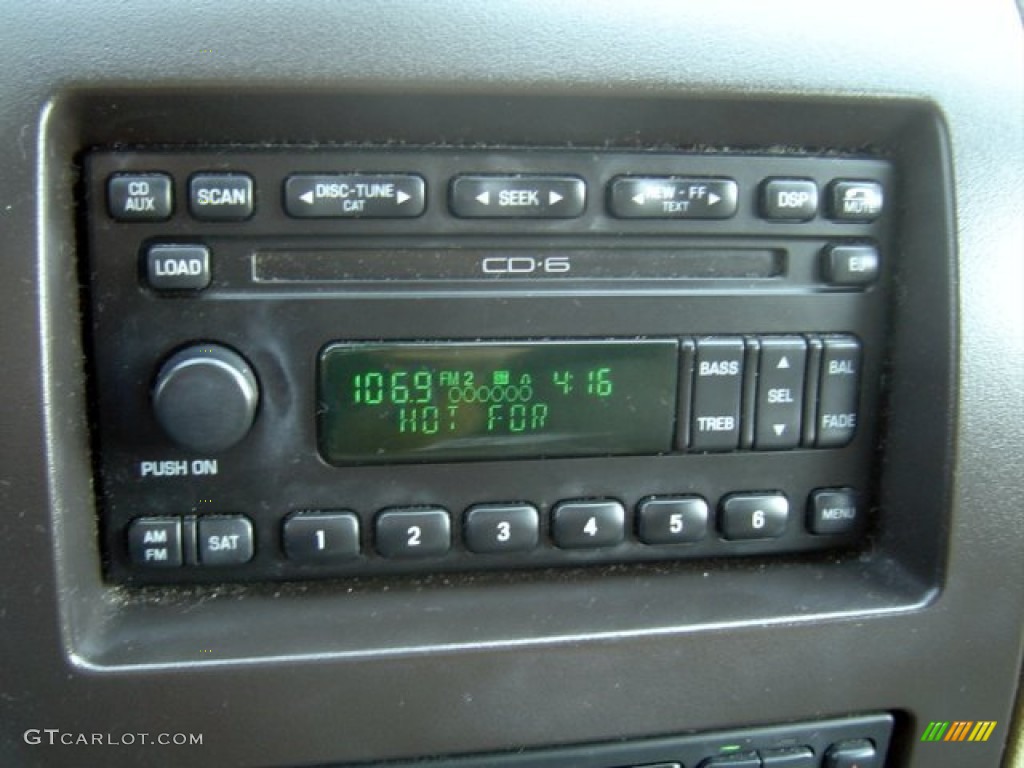 CD AUX
SCAN
DISC-TUNE CAT
SEEK
REW-FF TEXT
DSP
MUTE
LOAD
CD·6
EJ
PUSH ON
106.9 FM 2 4:16
HOT FOR
BASS
TREB
SEL
BAL
FADE
AM FM
SAT
1 2 3 4 5 6
MENU
GTCARLOT.COM